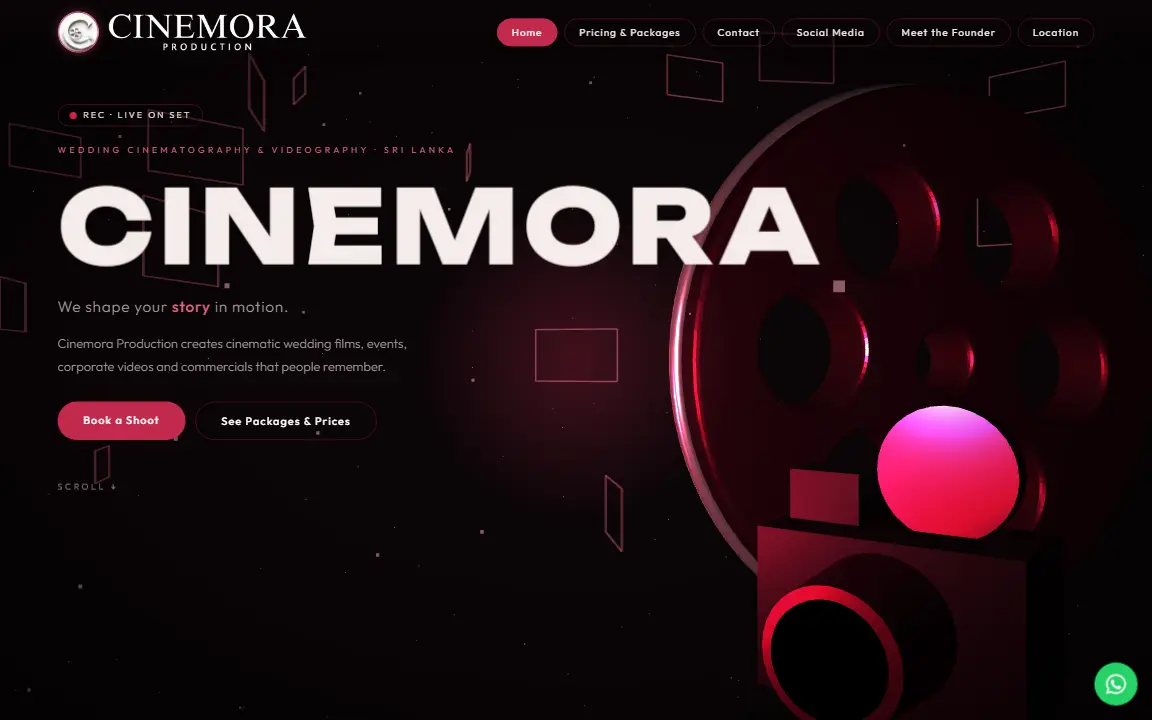 CINEMORA
PRODUCTION
Home
Pricing & Packages
Contact
Social Media
Meet the Founder
Location
REC · LIVE ON SET
WEDDING CINEMATOGRAPHY & VIDEOGRAPHY · SRI LANKA
CINEMORA
We shape your story in motion.
Cinemora Production creates cinematic wedding films, events,
corporate videos and commercials that people remember.
Book a Shoot
See Packages & Prices
SCROLL ↓